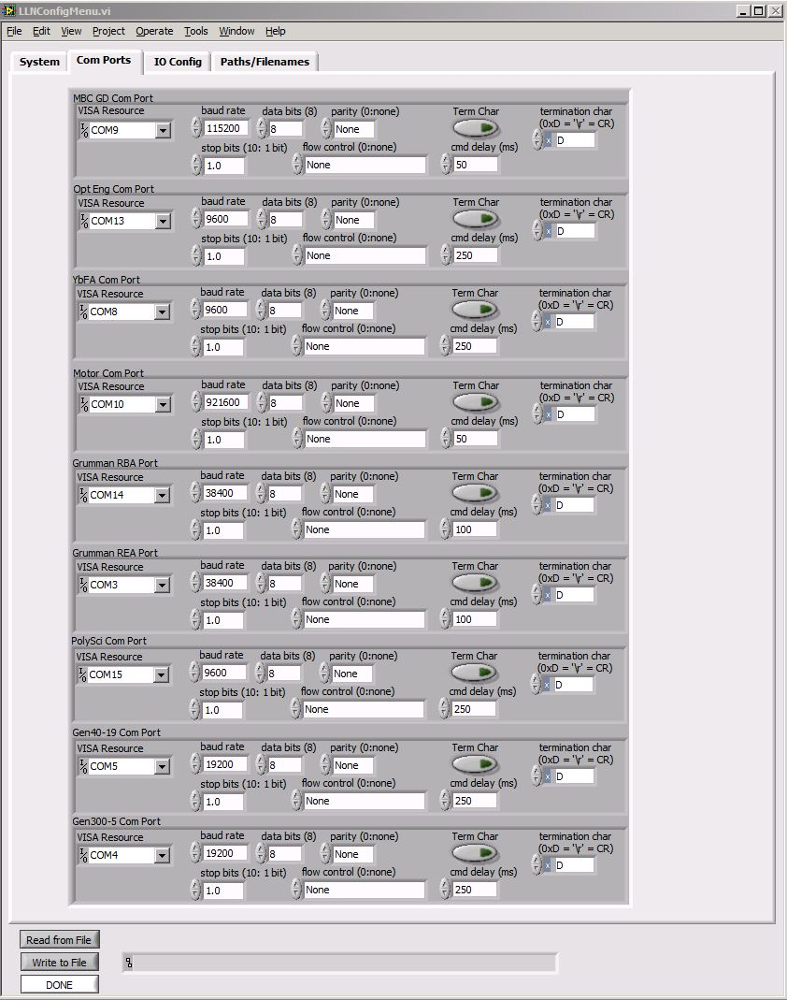 LLNConfigMenu.vi
File Edit View Project Operate Tools Window Help
System Com Ports IO Config Paths/Filenames
MBC GD Com Port
VISA Resource baud rate data bits (8) parity (0:none) Term Char termination char
(0xD = '\r' = CR)
COM9 115200 8 None x D
stop bits (10: 1 bit) flow control (0:none) cmd delay (ms)
1.0 None 50
Opt Eng Com Port
VISA Resource baud rate data bits (8) parity (0:none) Term Char termination char
(0xD = '\r' = CR)
COM13 9600 8 None x D
stop bits (10: 1 bit) flow control (0:none) cmd delay (ms)
1.0 None 250
YbFA Com Port
VISA Resource baud rate data bits (8) parity (0:none) Term Char termination char
(0xD = '\r' = CR)
COM8 9600 8 None x D
stop bits (10: 1 bit) flow control (0:none) cmd delay (ms)
1.0 None 250
Motor Com Port
VISA Resource baud rate data bits (8) parity (0:none) Term Char termination char
(0xD = '\r' = CR)
COM10 921600 8 None x D
stop bits (10: 1 bit) flow control (0:none) cmd delay (ms)
1.0 None 50
Grumman RBA Port
VISA Resource baud rate data bits (8) parity (0:none) Term Char termination char
(0xD = '\r' = CR)
COM14 38400 8 None x D
stop bits (10: 1 bit) flow control (0:none) cmd delay (ms)
1.0 None 100
Grumman REA Port
VISA Resource baud rate data bits (8) parity (0:none) Term Char termination char
(0xD = '\r' = CR)
COM3 38400 8 None x D
stop bits (10: 1 bit) flow control (0:none) cmd delay (ms)
1.0 None 100
PolySci Com Port
VISA Resource baud rate data bits (8) parity (0:none) Term Char termination char
(0xD = '\r' = CR)
COM15 9600 8 None x D
stop bits (10: 1 bit) flow control (0:none) cmd delay (ms)
1.0 None 250
Gen40-19 Com Port
VISA Resource baud rate data bits (8) parity (0:none) Term Char termination char
(0xD = '\r' = CR)
COM5 19200 8 None x D
stop bits (10: 1 bit) flow control (0:none) cmd delay (ms)
1.0 None 250
Gen300-5 Com Port
VISA Resource baud rate data bits (8) parity (0:none) Term Char termination char
(0xD = '\r' = CR)
COM4 19200 8 None x D
stop bits (10: 1 bit) flow control (0:none) cmd delay (ms)
1.0 None 250
Read from File
Write to File
DONE